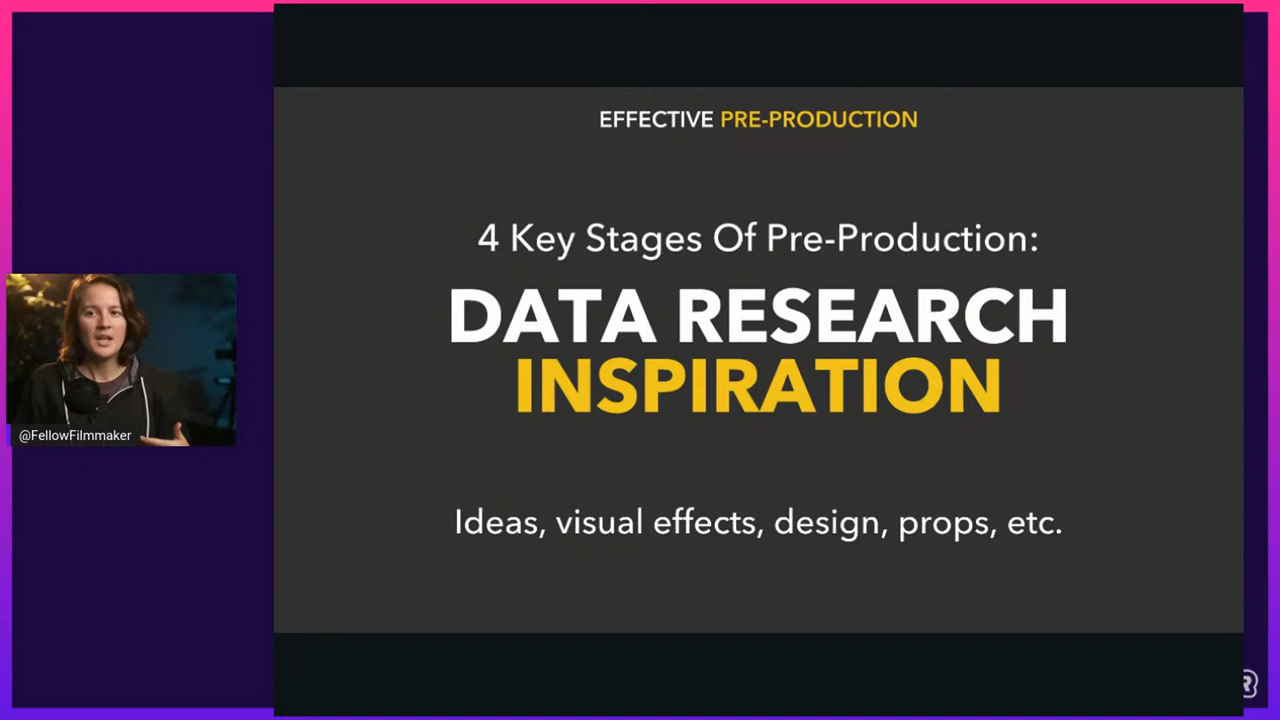 EFFECTIVE PRE-PRODUCTION
4 Key Stages Of Pre-Production:
DATA RESEARCH
INSPIRATION
@FellowFilmmaker
Ideas, visual effects, design, props, etc.
R